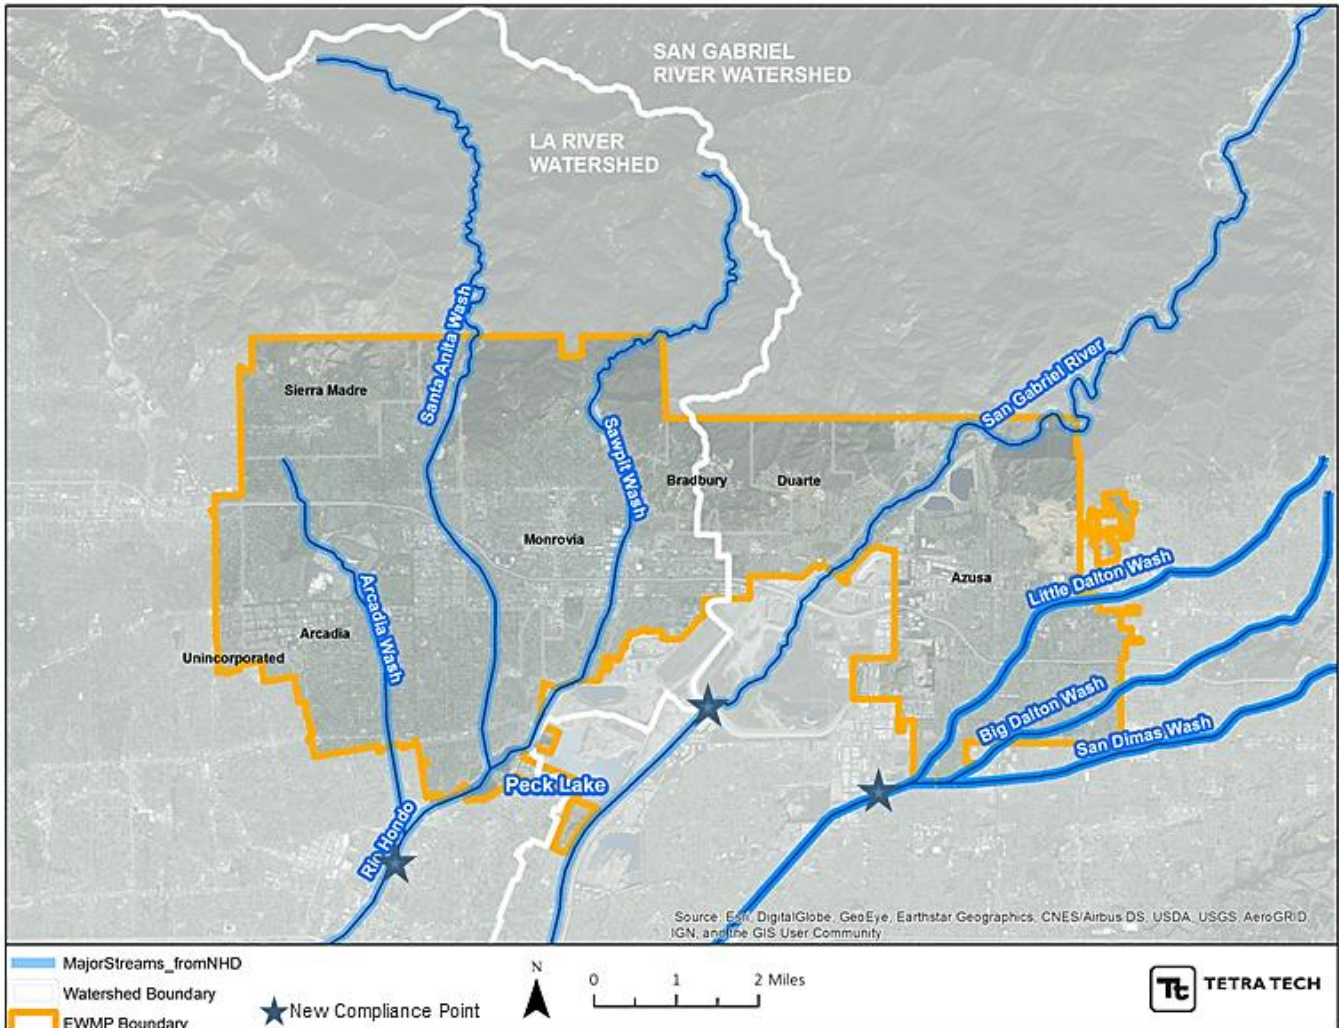 SAN GABRIEL
RIVER WATERSHED
LA RIVER
WATERSHED
Santa Anita Wash
San Gabriel River
Sierra Madre
Sawpit Wash
Bradbury
Duarte
Monrovia
Azusa
Little Dalton Wash
Arcadia Wash
Arcadia
Unincorporated
Big Dalton Wash
San Dimas Wash
Peck Lake
Rio Hondo
Source: Esri, DigitalGlobe, GeoEye, Earthstar Geographics, CNES/Airbus DS, USDA, USGS, AeroGRID,
IGN, and the GIS User Community
MajorStreams_fromNHD
Watershed Boundary
EWMP Boundary
New Compliance Point
N
0 1 2 Miles
Tt
TETRA TECH